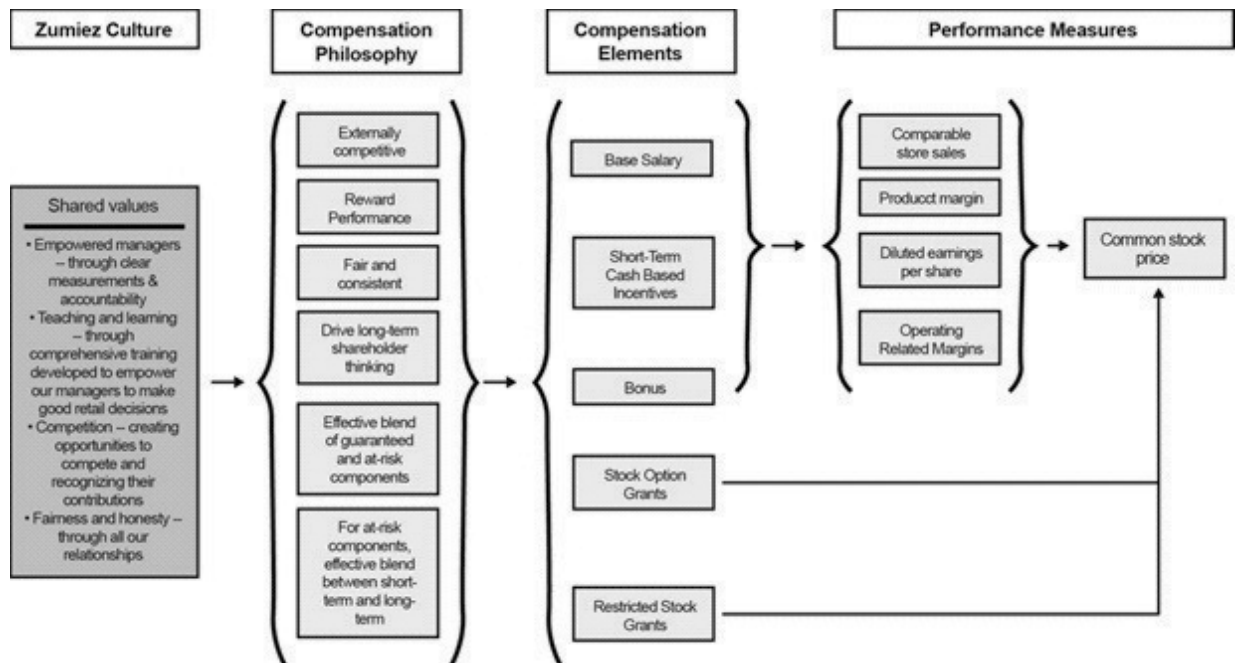 Zumiez Culture
Compensation
Philosophy
Compensation
Elements
Performance Measures
Shared values
• Empowered managers
– through clear
measurements &
accountability
• Teaching and learning
– through
comprehensive training
developed to empower
our managers to make
good retail decisions
• Competition – creating
opportunities to
compete and
recognizing their
contributions
• Fairness and honesty –
through all our
relationships
Externally
competitive
Reward
Performance
Fair and
consistent
Drive long-term
shareholder
thinking
Effective blend
of guaranteed
and at-risk
components
For at-risk
components,
effective blend
between short-
term and long-
term
Base Salary
Short-Term
Cash Based
Incentives
Bonus
Stock Option
Grants
Restricted Stock
Grants
Comparable
store sales
Producct margin
Diluted earnings
per share
Operating
Related Margins
Common stock
price